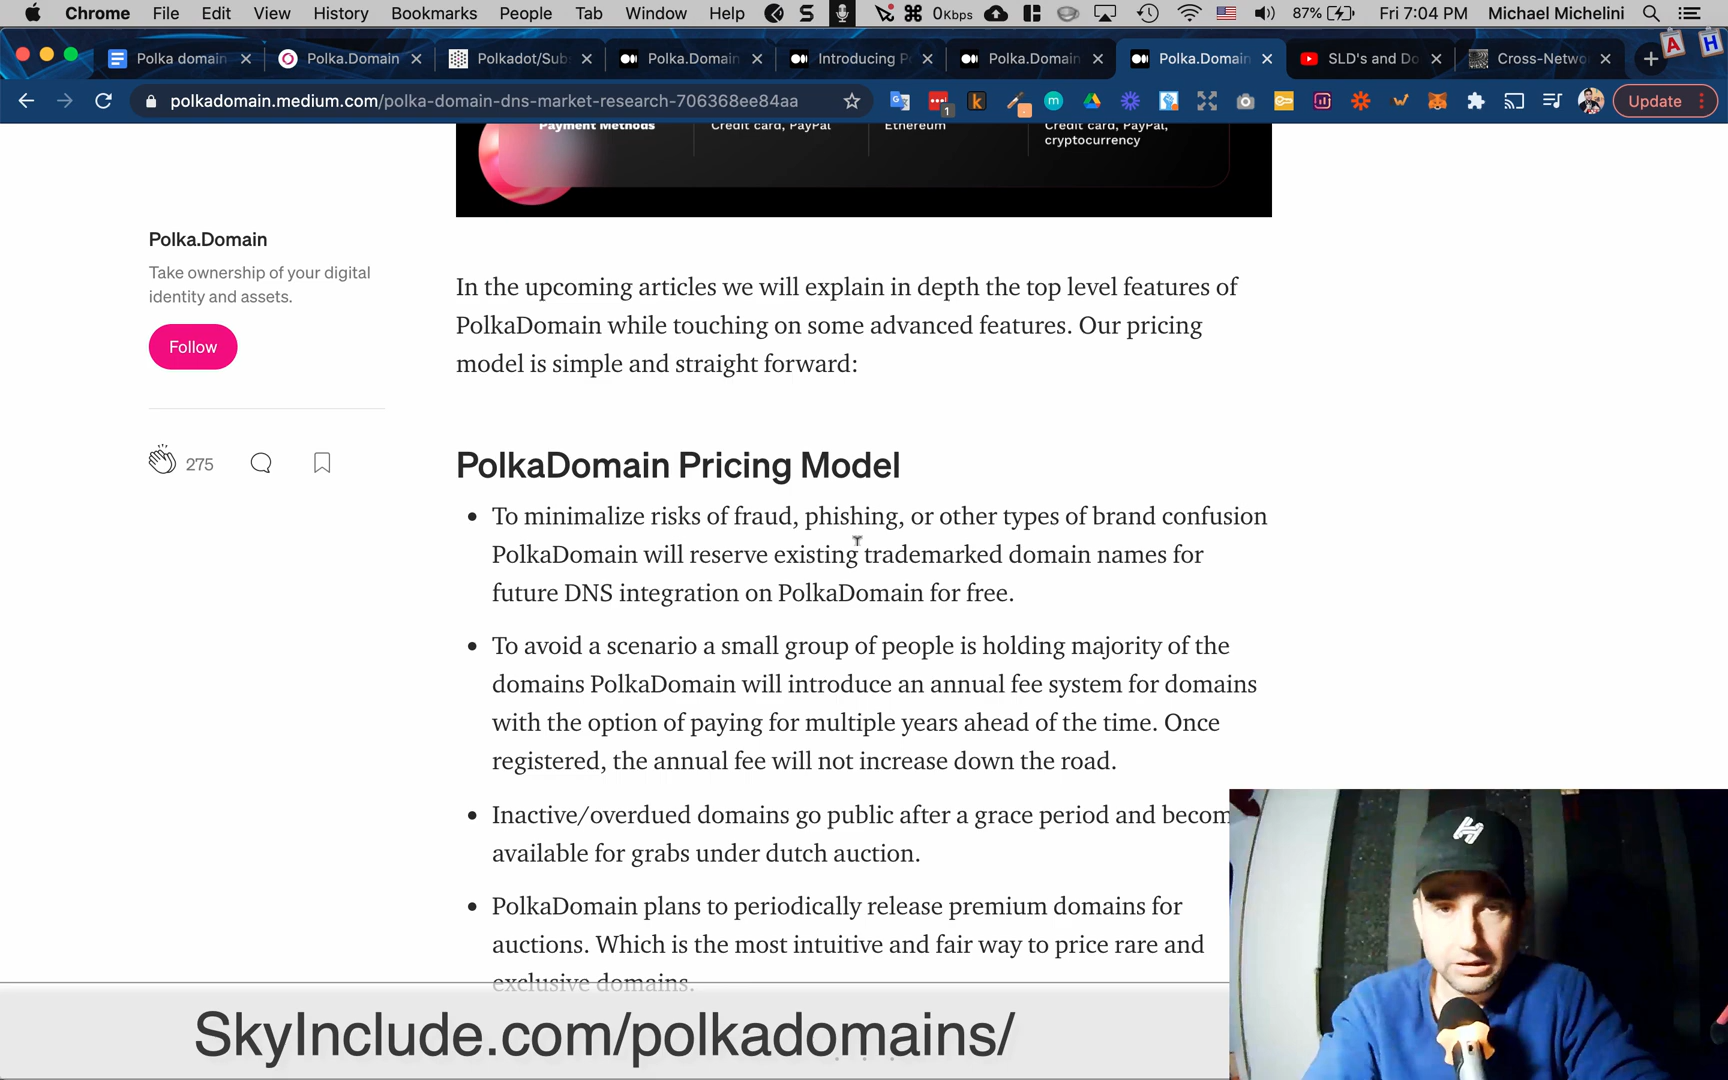 Chrome File Edit View History Bookmarks People Tab Window Help 0Kbps 87% Fri 7:04 PM Michael Michelini
Polka domain Polka.Domain Polkadot/Sub Polka.Domain Introducing P Polka.Domain Polka.Domain SLD's and Do Cross-Netwo A H
polkadomain.medium.com/polka-domain-dns-market-research-706368ee84aa Update
Payment Methods Credit card, PayPal Ethereum Credit card, PayPal,
cryptocurrency
Polka.Domain
Take ownership of your digital
identity and assets.
Follow
275
In the upcoming articles we will explain in depth the top level features of
PolkaDomain while touching on some advanced features. Our pricing
model is simple and straight forward:
PolkaDomain Pricing Model
• To minimalize risks of fraud, phishing, or other types of brand confusion
PolkaDomain will reserve existing trademarked domain names for
future DNS integration on PolkaDomain for free.
• To avoid a scenario a small group of people is holding majority of the
domains PolkaDomain will introduce an annual fee system for domains
with the option of paying for multiple years ahead of the time. Once
registered, the annual fee will not increase down the road.
• Inactive/overdued domains go public after a grace period and becom
available for grabs under dutch auction.
• PolkaDomain plans to periodically release premium domains for
auctions. Which is the most intuitive and fair way to price rare and
exclusive domains.
SkyInclude.com/polkadomains/